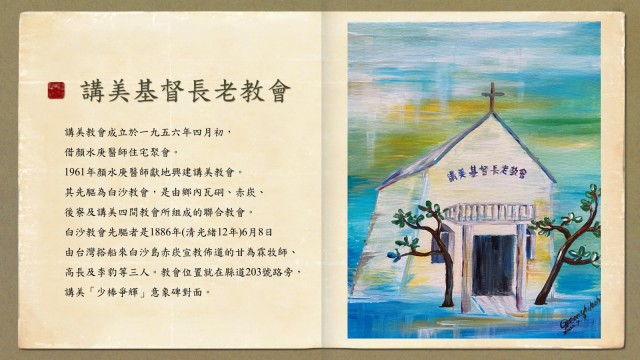 講美基督長老教會
講美教會成立於一九五六年四月初，
借顏水庚醫師住宅聚會。
1961年顏水庚醫師獻地興建講美教會。
其先驅為白沙教會，是由鄉內瓦硐、赤崁、
後寮及講美四間教會所組成的聯合教會。
白沙教會先驅者是1886年(清光緒12年)6月8日
由台灣搭船來白沙島赤崁宣教佈道的甘為霖牧師、
高長及李豹等三人。教會位置就在縣道203號路旁，
講美「少棒爭輝」意象碑對面。
講美基督長老教會